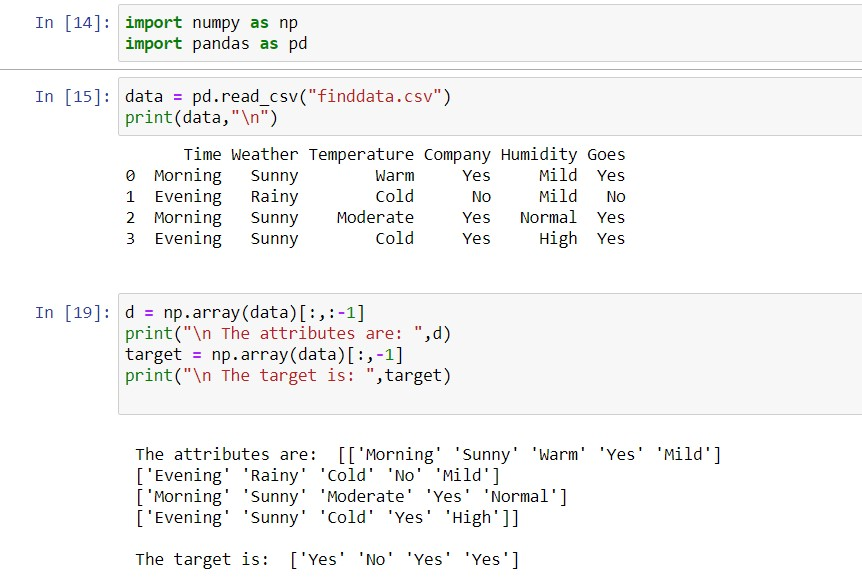 In [14]: import numpy as np
import pandas as pd
In [15]: data = pd.read_csv("finddata.csv")
print(data,"\n")
Time Weather Temperature Company Humidity Goes
0 Morning Sunny Warm Yes Mild Yes
1 Evening Rainy Cold No Mild No
2 Morning Sunny Moderate Yes Normal Yes
3 Evening Sunny Cold Yes High Yes
In [19]: d = np.array(data)[:,:-1]
print("\n The attributes are: ",d)
target = np.array(data)[:,-1]
print("\n The target is: ",target)
The attributes are:  [['Morning' 'Sunny' 'Warm' 'Yes' 'Mild']
['Evening' 'Rainy' 'Cold' 'No' 'Mild']
['Morning' 'Sunny' 'Moderate' 'Yes' 'Normal']
['Evening' 'Sunny' 'Cold' 'Yes' 'High']]
The target is:  ['Yes' 'No' 'Yes' 'Yes']